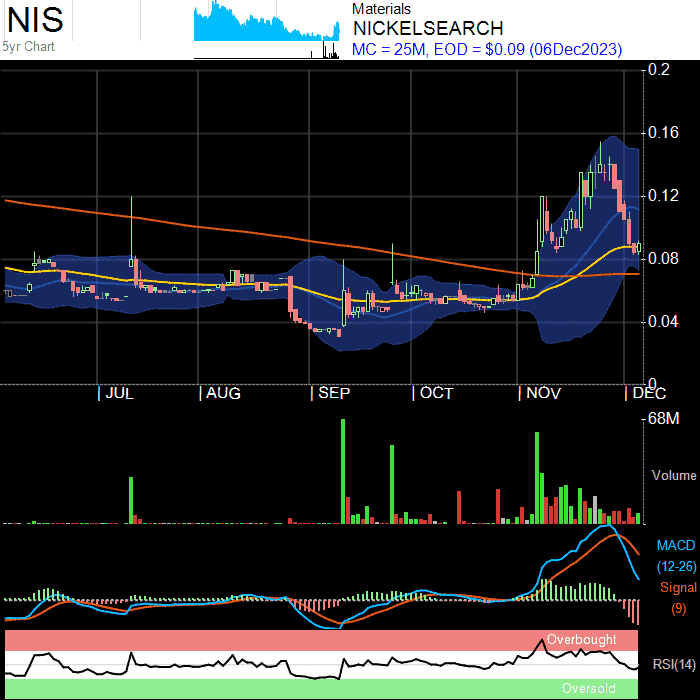 NIS
5yr Chart
Materials
NICKELSEARCH
MC = 25M, EOD = $0.09 (06Dec2023)
0.2
0.16
0.12
0.08
0.04
0
| JUL | AUG | SEP | OCT | NOV | DEC
68M
Volume
MACD
(12-26)
Signal
(9)
Overbought
RSI(14)
Oversold